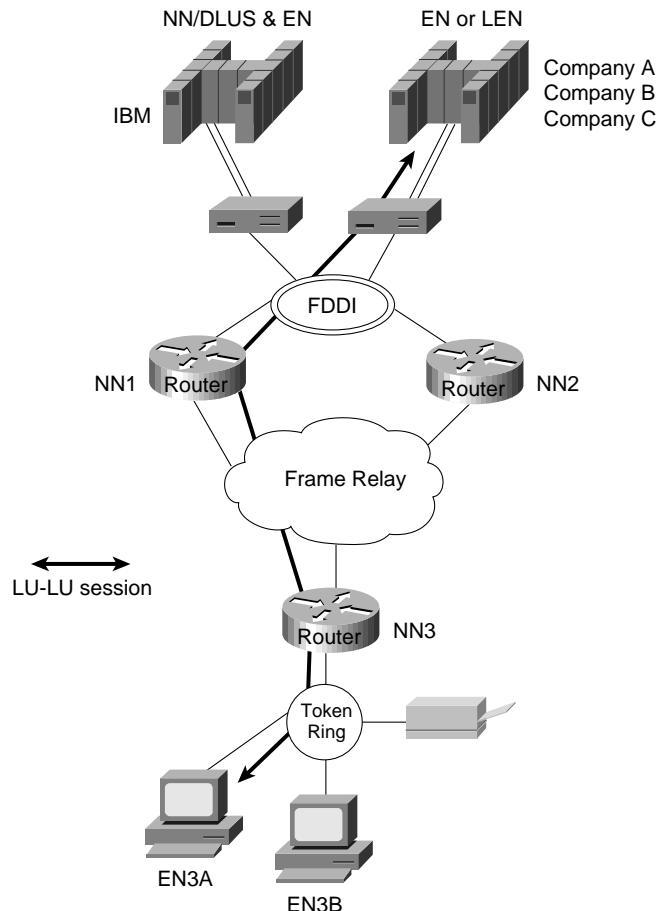 NN/DLUS & EN
EN or LEN
Company A
Company B
Company C
IBM
FDDI
NN1
Router
Router
NN2
Frame Relay
LU-LU session
Router
NN3
Token
Ring
EN3A
EN3B